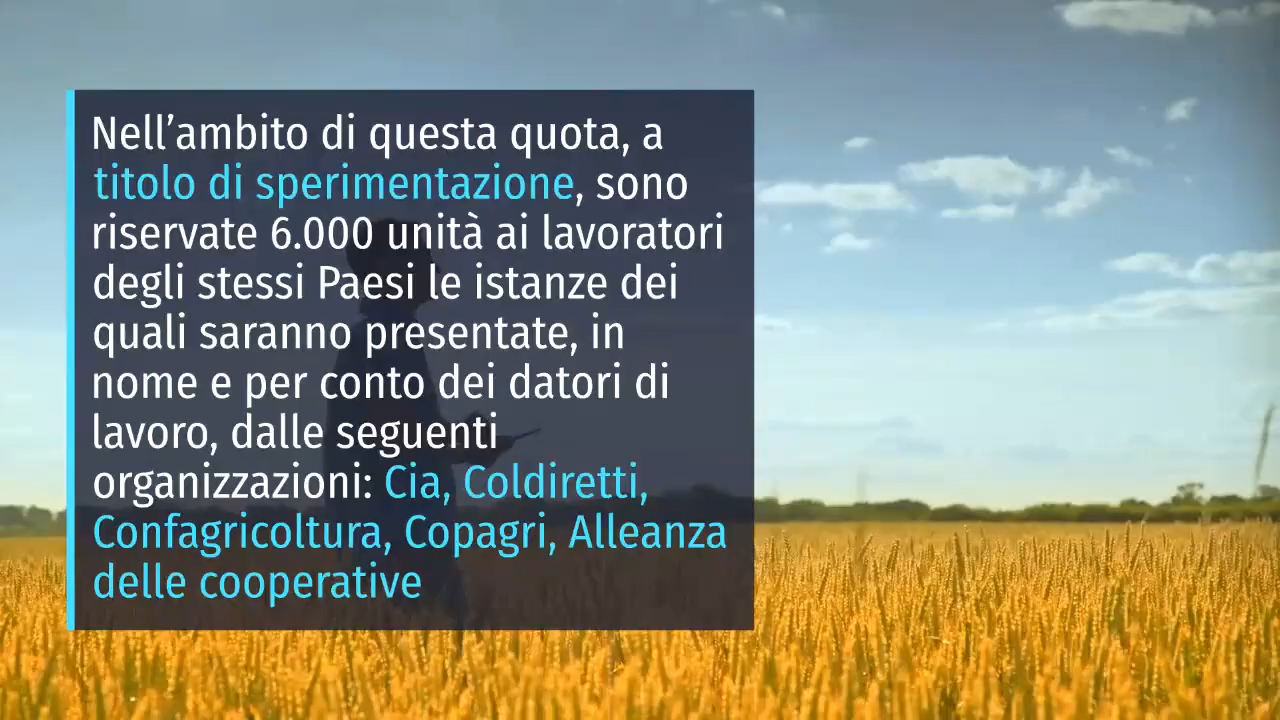 Nell’ambito di questa quota, a
titolo di sperimentazione, sono
riservate 6.000 unità ai lavoratori
degli stessi Paesi le istanze dei
quali saranno presentate, in
nome e per conto dei datori di
lavoro, dalle seguenti
organizzazioni: Cia, Coldiretti,
Confagricoltura, Copagri, Alleanza
delle cooperative